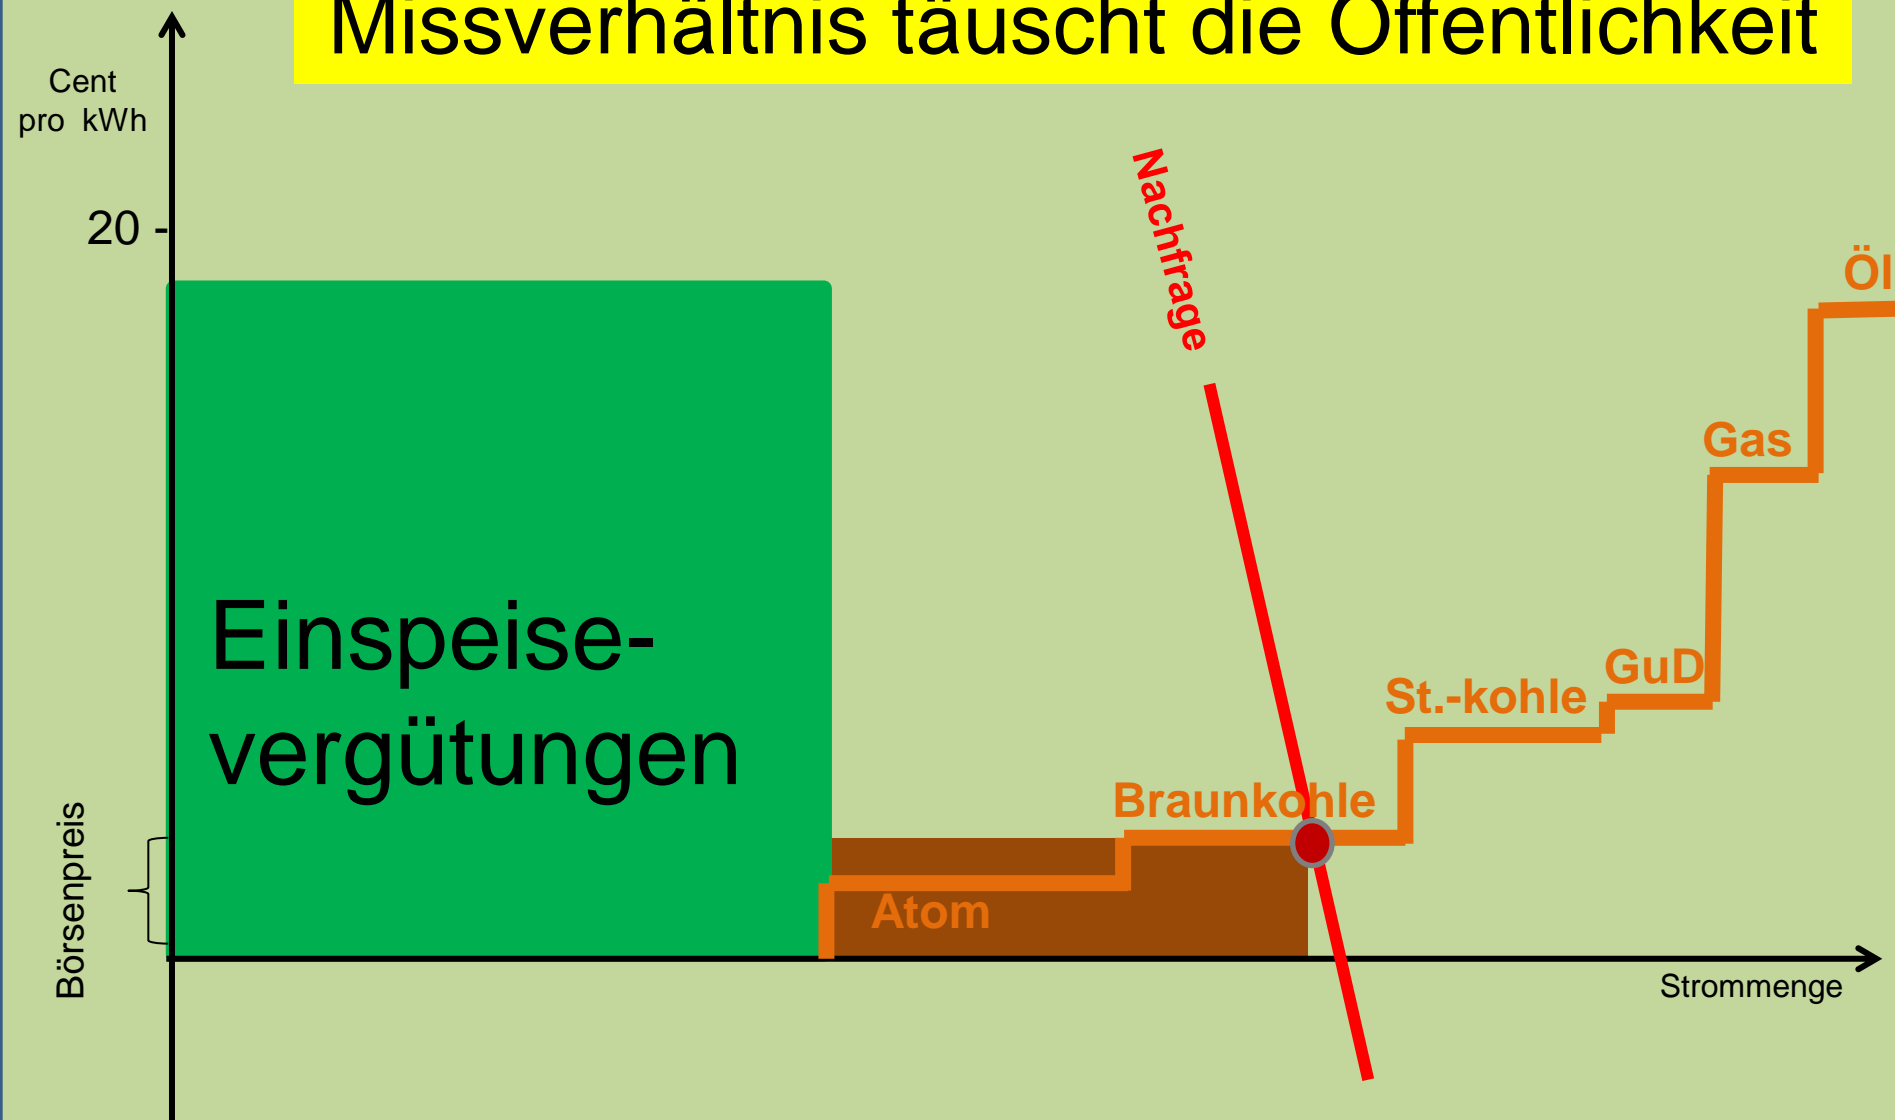 Missverhältnis täuscht die Öffentlichkeit
Cent
pro kWh
20 -
Nachfrage
Öl
Gas
Einspeise-
vergütungen
GuD
St.-kohle
Braunkohle
Atom
Börsenpreis
Strommenge